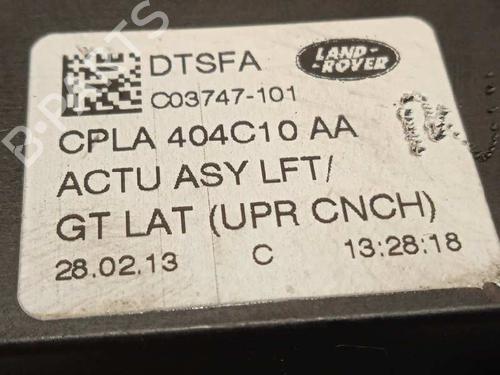 DTSFA
LAND-
-ROVER
C03747-101
CPLA 404C10 AA
ACTU ASY LFT/
GT LAT (UPR CNCH)
28.02.13 C 13:28:18
B-PARTS